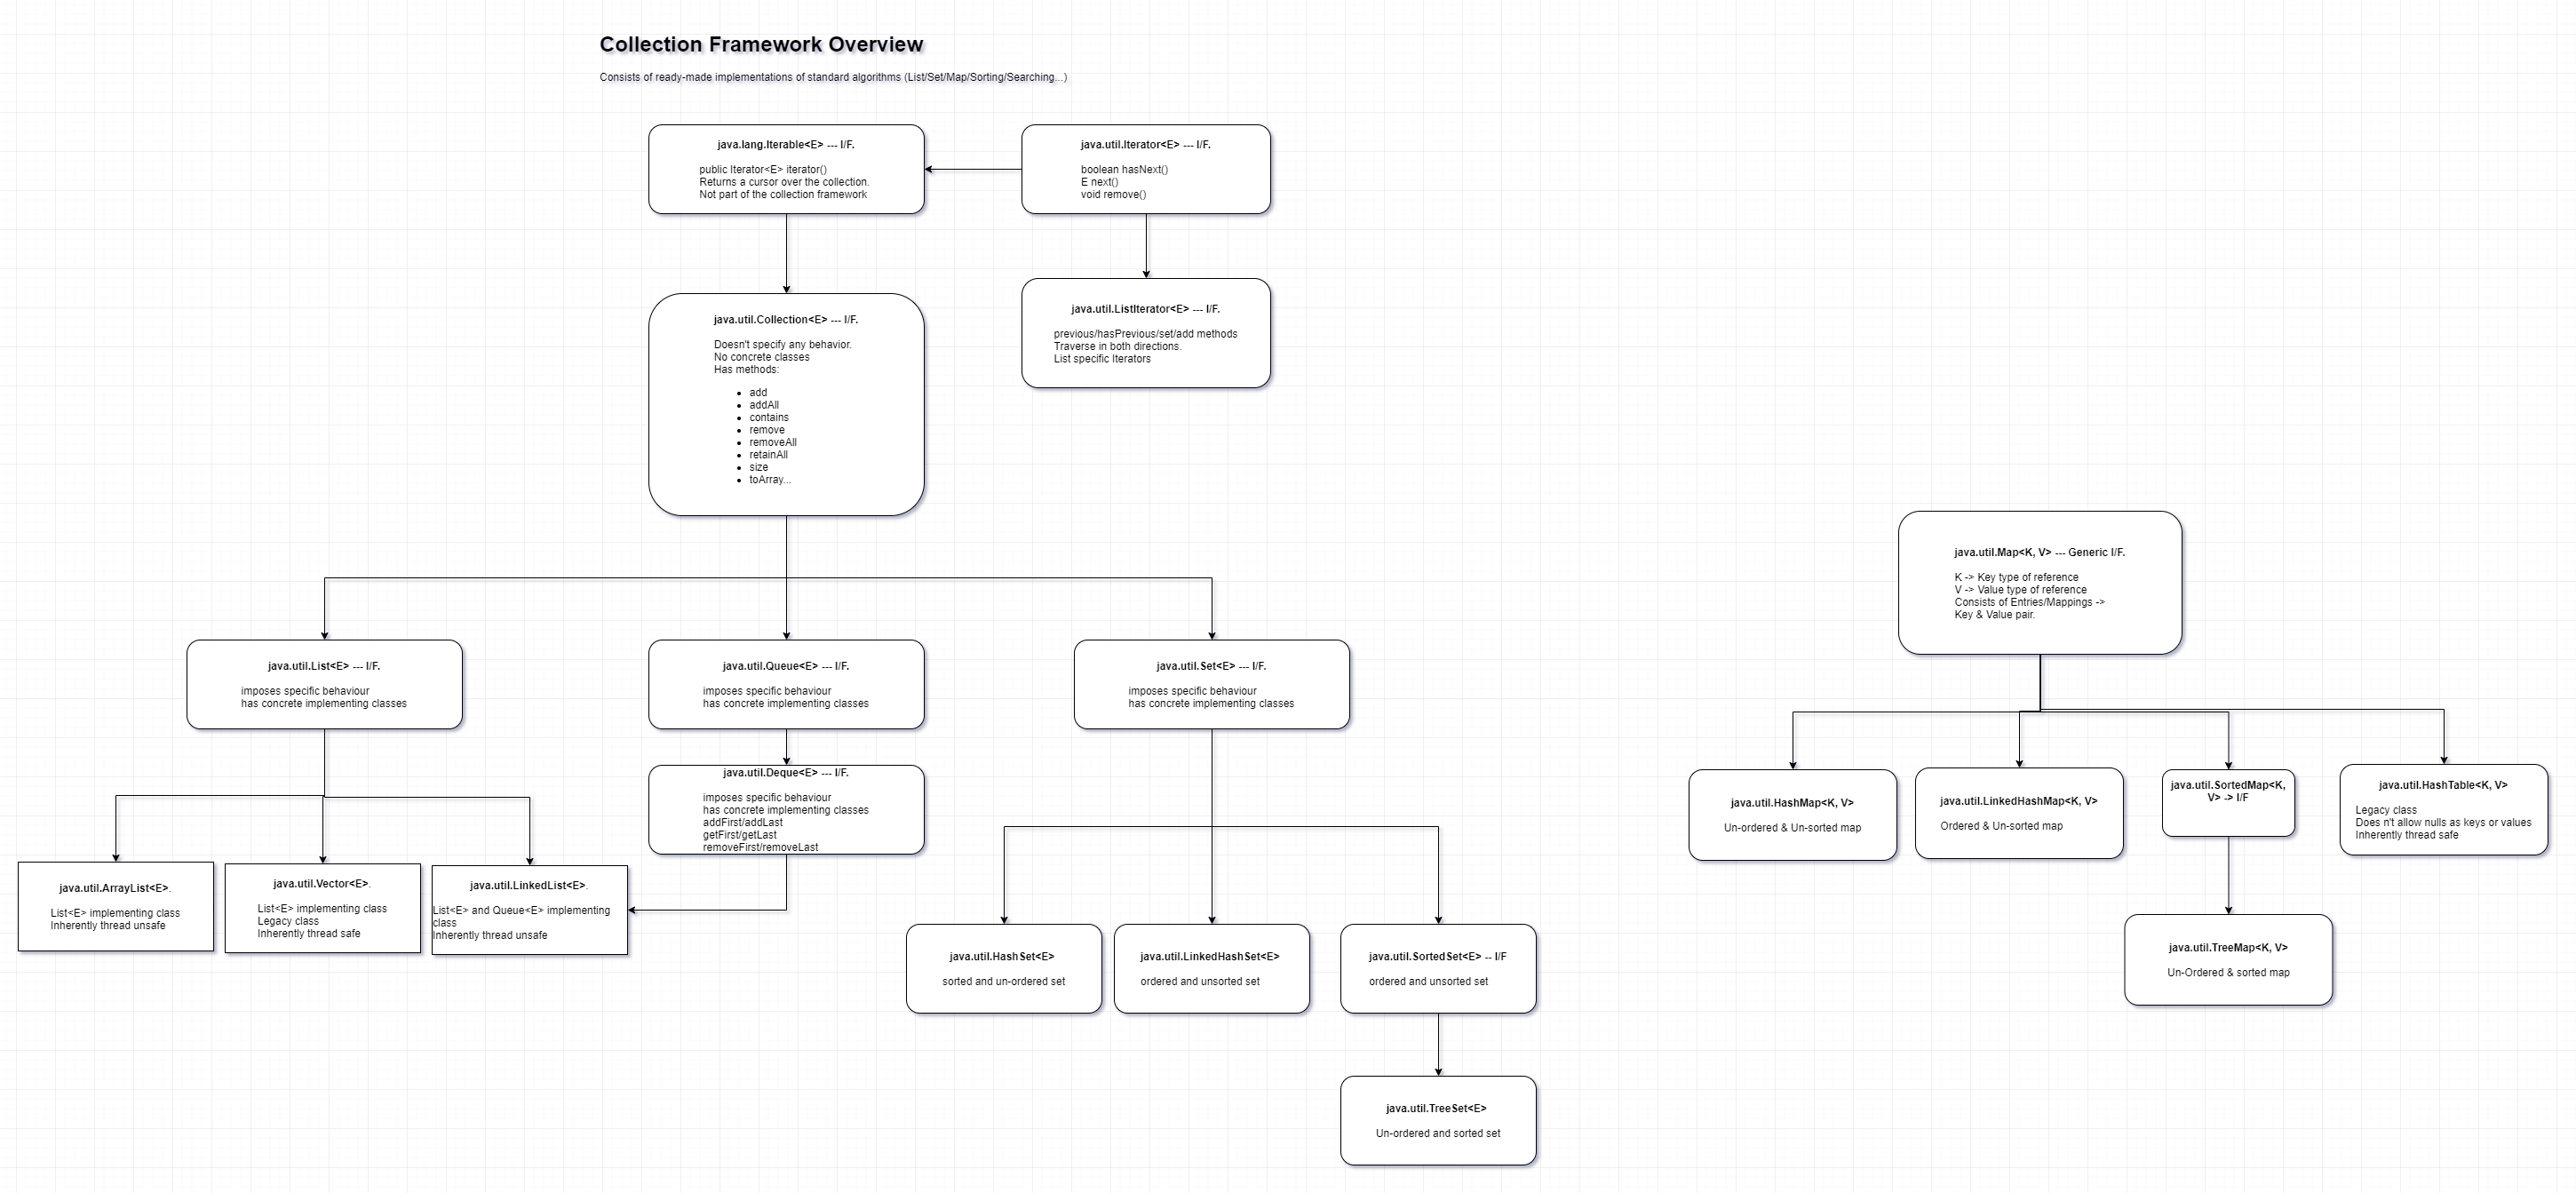 Collection Framework Overview
Consists of ready-made implementations of standard algorithms (List/Set/Map/Sorting/Searching...)
java.lang.Iterable<E> --- I/F.
public Iterator<E> iterator()
Returns a cursor over the collection.
Not part of the collection framework
java.util.Iterator<E> --- I/F.
boolean hasNext()
E next()
void remove()
java.util.Collection<E> --- I/F.
Doesn't specify any behavior.
No concrete classes
Has methods:
• add
• addAll
• contains
• remove
• removeAll
• retainAll
• size
• toArray...
java.util.ListIterator<E> --- I/F.
previous/hasPrevious/set/add methods
Traverse in both directions.
List specific Iterators
java.util.Map<K, V> --- Generic I/F.
K -> Key type of reference
V -> Value type of reference
Consists of Entries/Mappings ->
Key & Value pair.
java.util.List<E> --- I/F.
imposes specific behaviour
has concrete implementing classes
java.util.Queue<E> --- I/F.
imposes specific behaviour
has concrete implementing classes
java.util.Set<E> --- I/F.
imposes specific behaviour
has concrete implementing classes
java.util.Deque<E> --- I/F.
imposes specific behaviour
has concrete implementing classes
addFirst/addLast
getFirst/getLast
removeFirst/removeLast
java.util.HashMap<K, V>
Un-ordered & Un-sorted map
java.util.LinkedHashMap<K, V>
Ordered & Un-sorted map
java.util.SortedMap<K,
V> -> I/F
java.util.HashTable<K, V>
Legacy class
Does n't allow nulls as keys or values
Inherently thread safe
java.util.ArrayList<E>.
List<E> implementing class
Inherently thread unsafe
java.util.Vector<E>.
List<E> implementing class
Legacy class
Inherently thread safe
java.util.LinkedList<E>.
List<E> and Queue<E> implementing
class
Inherently thread unsafe
java.util.HashSet<E>
sorted and un-ordered set
java.util.LinkedHashSet<E>
ordered and unsorted set
java.util.SortedSet<E> -- I/F
ordered and unsorted set
java.util.TreeMap<K, V>
Un-Ordered & sorted map
java.util.TreeSet<E>
Un-ordered and sorted set